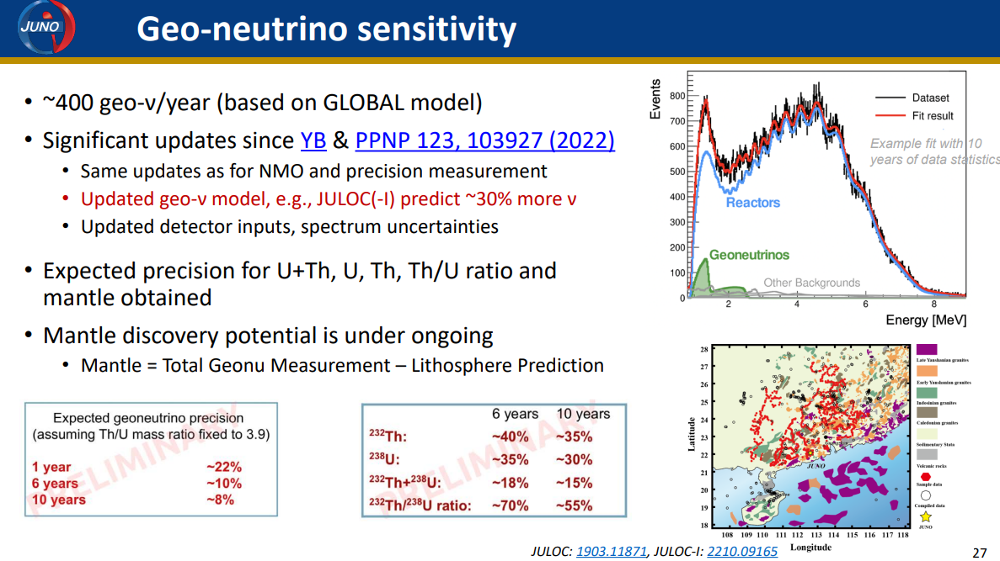 JUNO
Geo-neutrino sensitivity
• ~400 geo-ν/year (based on GLOBAL model)
• Significant updates since YB & PPNP 123, 103927 (2022)
• Same updates as for NMO and precision measurement
• Updated geo-ν model, e.g., JULOC(-I) predict ~30% more ν
• Updated detector inputs, spectrum uncertainties
• Expected precision for U+Th, U, Th, Th/U ratio and
mantle obtained
• Mantle discovery potential is under ongoing
• Mantle = Total Geonu Measurement – Lithosphere Prediction
Expected geoneutrino precision
(assuming Th/U mass ratio fixed to 3.9)
1 year ~22%
6 years ~10%
10 years ~8%
PRELIMINARY
6 years 10 years
²³²Th: ~40% ~35%
²³⁸U: ~35% ~30%
²³²Th+²³⁸U: ~18% ~15%
²³²Th/²³⁸U ratio: ~70% ~55%
PRELIMINARY
Events
800
700
600
500
400
300
200
100
0
2 4 6 8
Energy [MeV]
Dataset
Fit result
Example fit with 10
years of data statistics
Reactors
Geoneutrinos
Other Backgrounds
Latitude
28
27
26
25
24
23
22
21
20
19
18
108 109 110 111 112 113 114 115 116 117 118
Longitude
JUNO
Late Yanshanian granites
Early Yanshanian granites
Indosinian granites
Caledonian granites
Sedimentary Stata
Volcanic rocks
Sample data
Compiled data
JUNO
JULOC: 1903.11871, JULOC-I: 2210.09165
27